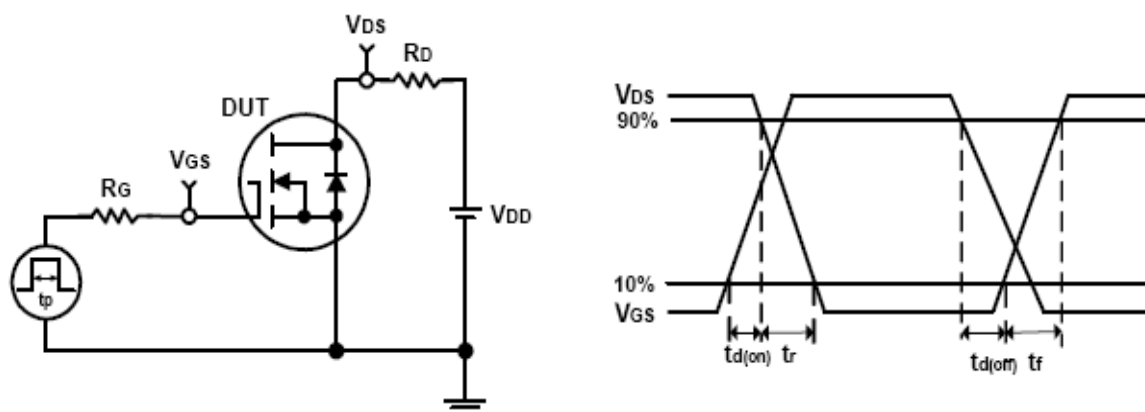 VDS
RD
DUT
VGS
RG
VDD
tp
VDS
90%
10%
VGS
td(on) tr td(off) tf